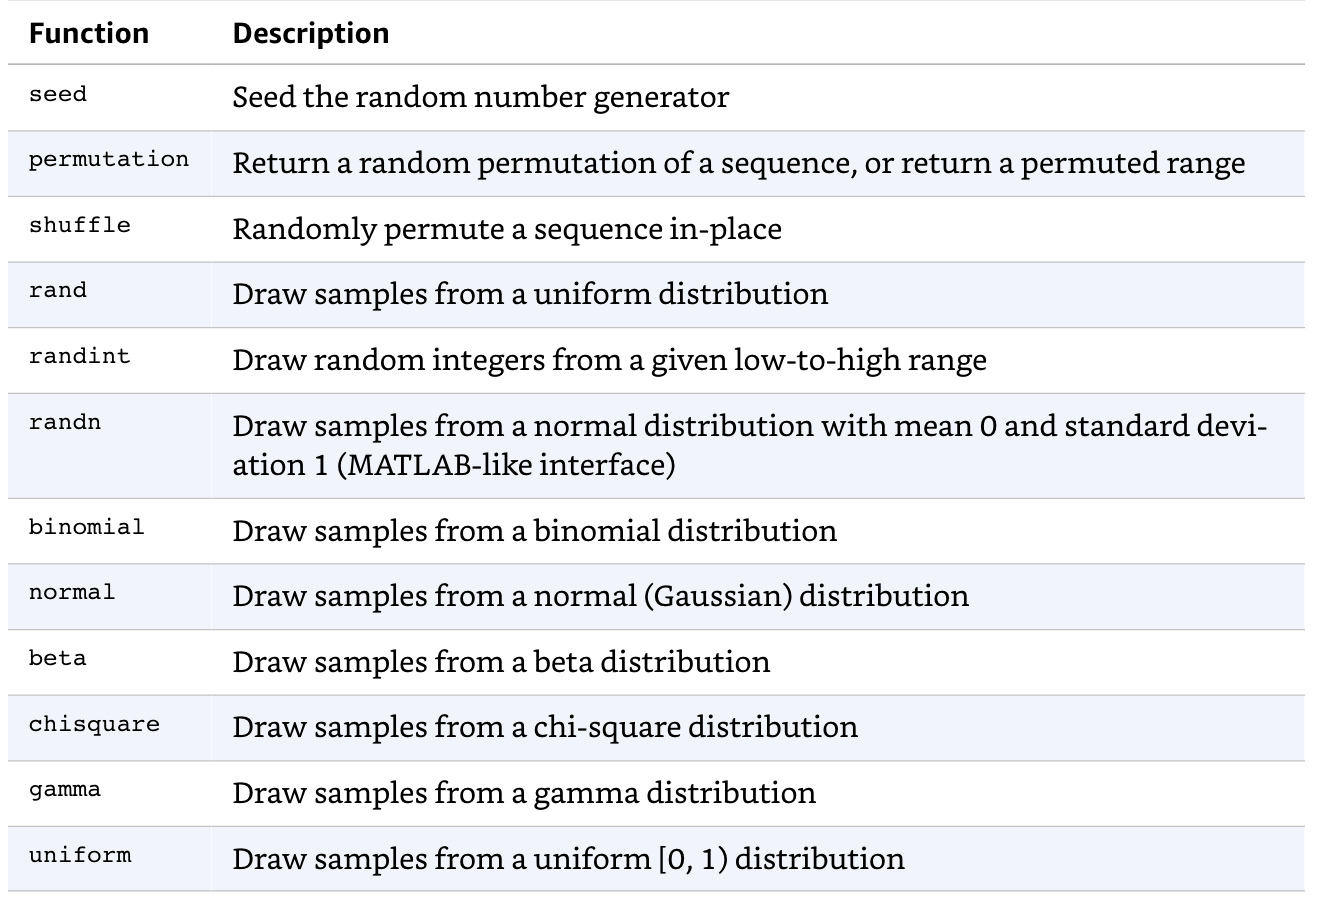 Function Description
seed Seed the random number generator
permutation Return a random permutation of a sequence, or return a permuted range
shuffle Randomly permute a sequence in-place
rand Draw samples from a uniform distribution
randint Draw random integers from a given low-to-high range
randn Draw samples from a normal distribution with mean 0 and standard devi-
ation 1 (MATLAB-like interface)
binomial Draw samples from a binomial distribution
normal Draw samples from a normal (Gaussian) distribution
beta Draw samples from a beta distribution
chisquare Draw samples from a chi-square distribution
gamma Draw samples from a gamma distribution
uniform Draw samples from a uniform [0, 1) distribution